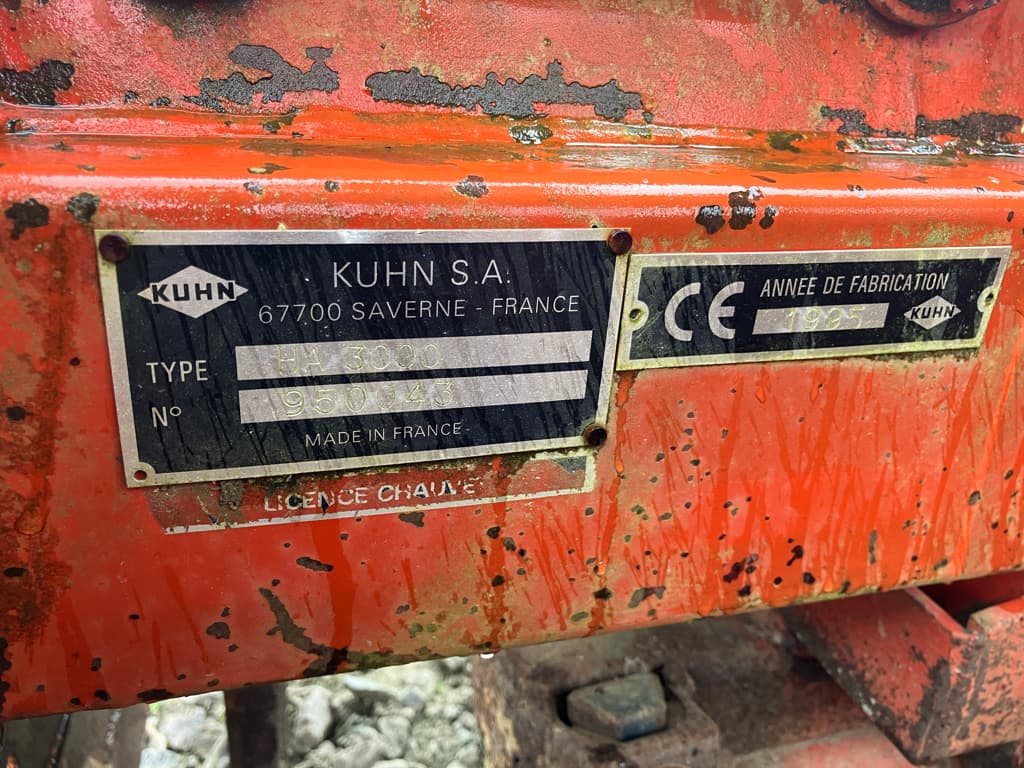 KUHN
KUHN S.A.
67700 SAVERNE - FRANCE
TYPE HA 3000
N° 950043
MADE IN FRANCE
LICENCE CHAUVE
CE
ANNEE DE FABRICATION
1995
KUHN